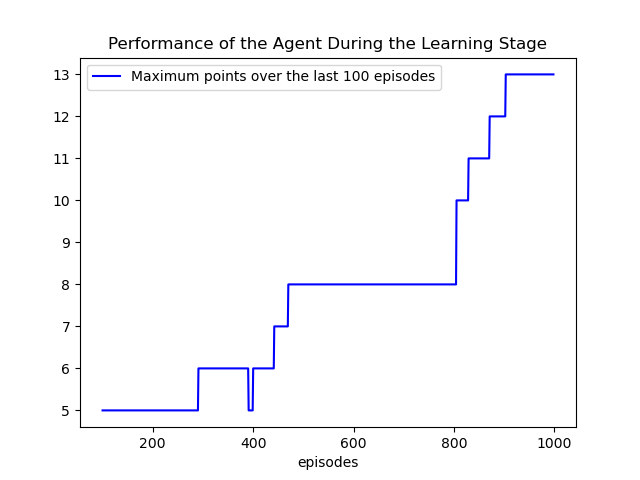 Performance of the Agent During the Learning Stage
Maximum points over the last 100 episodes
13
12
11
10
9
8
7
6
5
200 400 600 800 1000
episodes